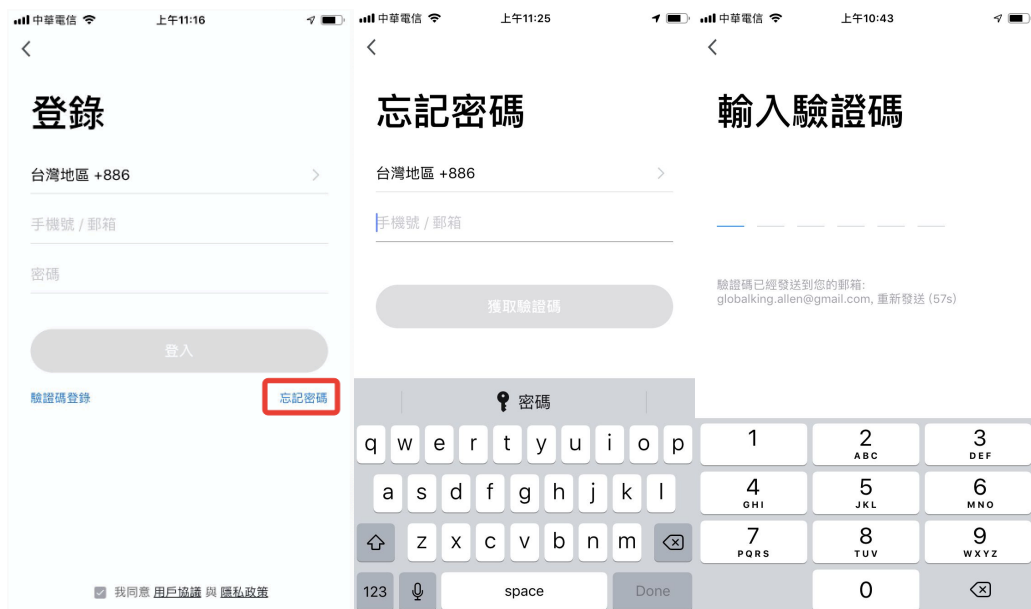 中華電信
上午11:16
登錄
台灣地區 +886
手機號 / 郵箱
密碼
登入
驗證碼登錄
忘記密碼
我同意 用戶協議 與 隱私政策
中華電信
上午11:25
忘記密碼
台灣地區 +886
手機號 / 郵箱
獲取驗證碼
密碼
q w e r t y u i o p
a s d f g h j k l
z x c v b n m
123 space Done
中華電信
上午10:43
輸入驗證碼
驗證碼已經發送到您的郵箱:
globalking.allen@gmail.com, 重新發送 (57s)
1 2 3
ABC DEF
4 5 6
GHI JKL MNO
7 8 9
PQRS TUV WXYZ
0